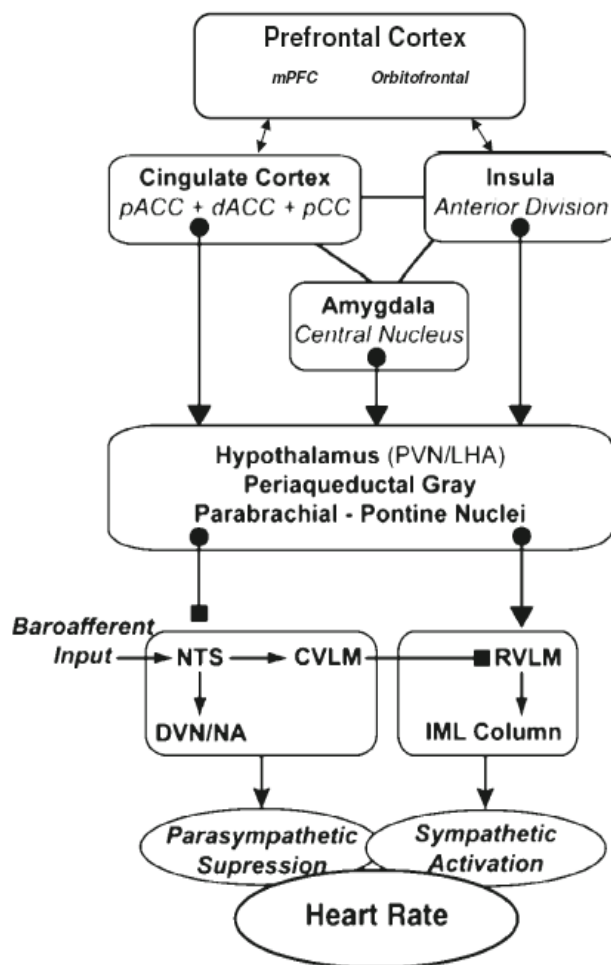 Prefrontal Cortex
mPFC Orbitofrontal
Cingulate Cortex
pACC + dACC + pCC
Insula
Anterior Division
Amygdala
Central Nucleus
Hypothalamus (PVN/LHA)
Periaqueductal Gray
Parabrachial - Pontine Nuclei
Baroafferent
Input
NTS
CVLM
DVN/NA
RVLM
IML Column
Parasympathetic
Supression
Sympathetic
Activation
Heart Rate